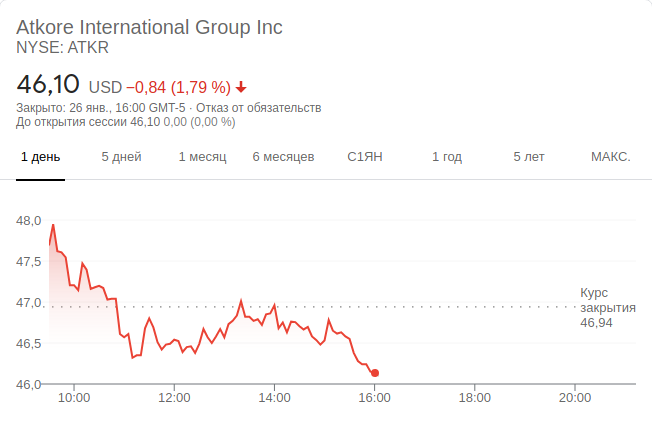 Atkore International Group Inc
NYSE: ATKR
46,10 USD −0,84 (1,79 %)
Закрыто: 26 янв., 16:00 GMT-5 · Отказ от обязательств
До открытия сессии 46,10 0,00 (0,00 %)
1 день 5 дней 1 месяц 6 месяцев С1ЯН 1 год 5 лет МАКС.
48,0
47,5
47,0
46,5
46,0
Курс
закрытия
46,94
10:00 12:00 14:00 16:00 18:00 20:00